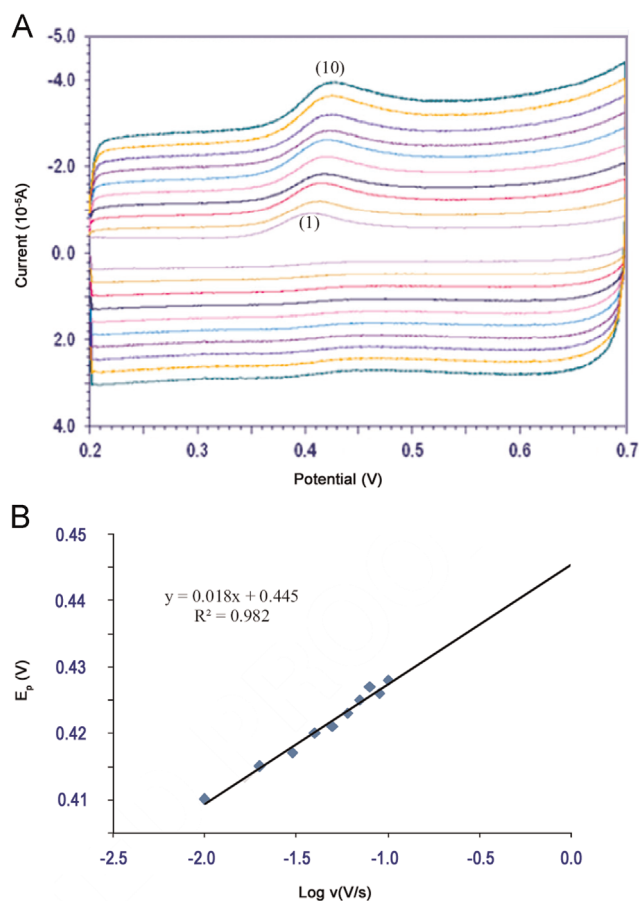 A
-5.0
-4.0
-2.0
0.0
2.0
4.0
Current (10⁻⁵A)
(10)
(1)
0.2 0.3 0.4 0.5 0.6 0.7
Potential (V)
B
0.45
0.44
0.43
0.42
0.41
E_p (V)
y = 0.018x + 0.445
R² = 0.982
-2.5 -2.0 -1.5 -1.0 -0.5 0.0
Log v(V/s)